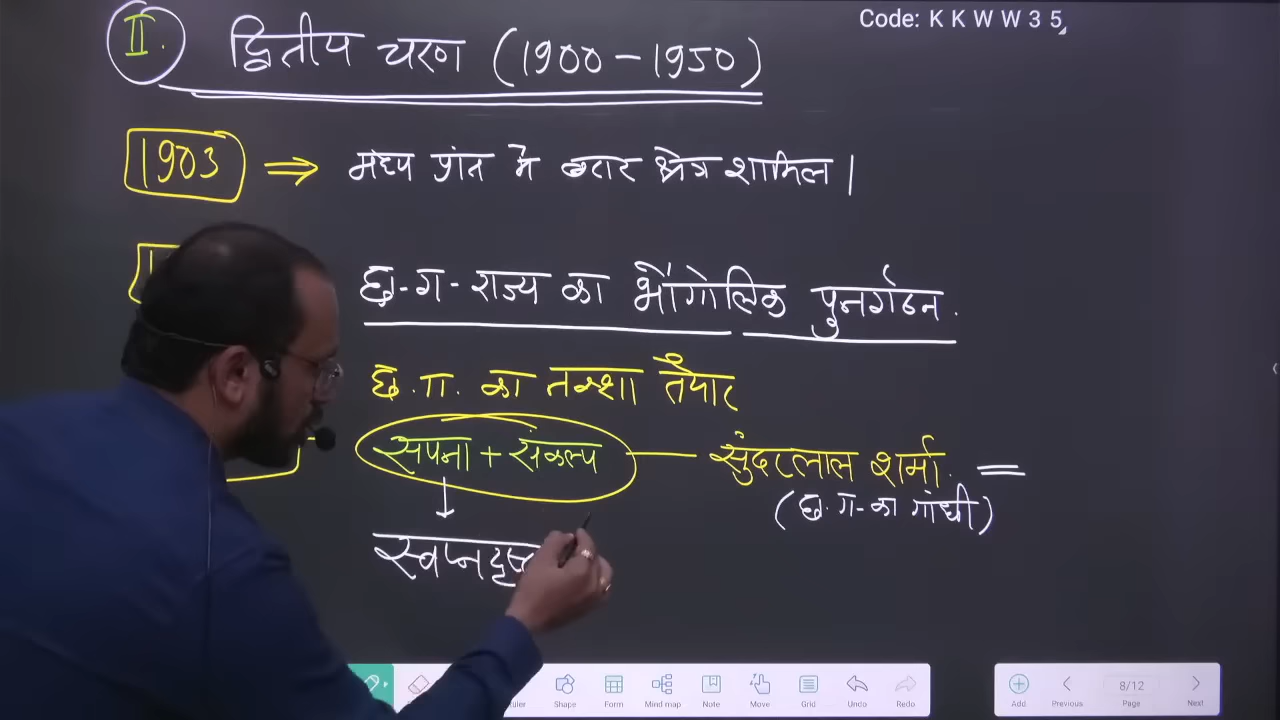 Code: K K W W 3 5
II. द्वितीय चरण (1900 - 1950)
1903 ⇒ मध्य प्रांत में बरार क्षेत्र शामिल।
छ.ग. राज्य का भौगोलिक पुनर्गठन.
छ.ग. का नक्शा तैयार
सपना + संकल्प — सुंदरलाल शर्मा. =
(छ.ग. का गांधी)
↓
8/12
Shape Form Mind map Note Move Grid Undo Redo Add Previous Page Next